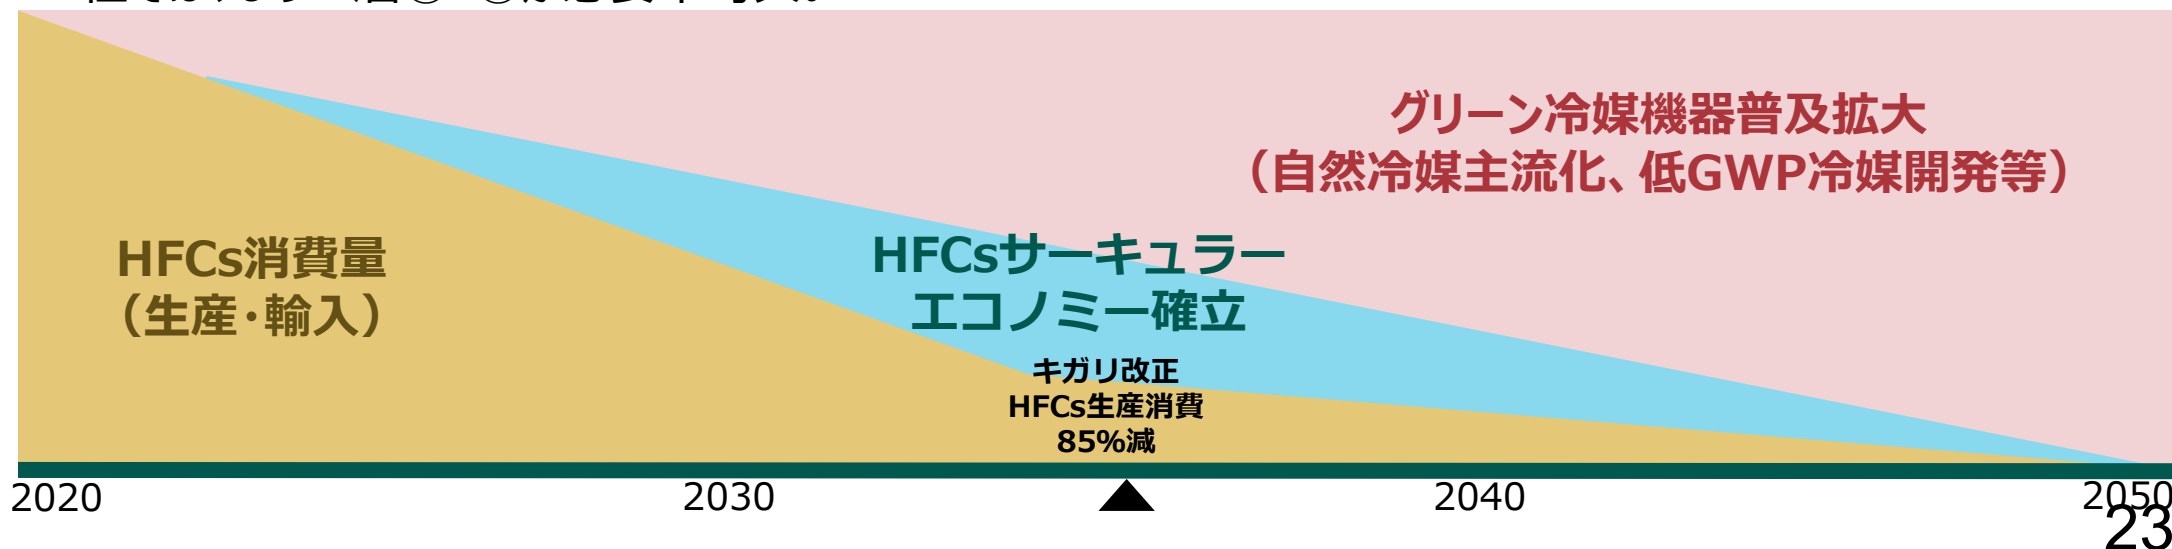 グリーン冷媒機器普及拡大
（自然冷媒主流化、低GWP冷媒開発等）
HFCsサーキュラー
エコノミー確立
HFCs消費量
（生産・輸入）
キガリ改正
HFCs生産消費
85%減
2020
2030
2040
2050
23